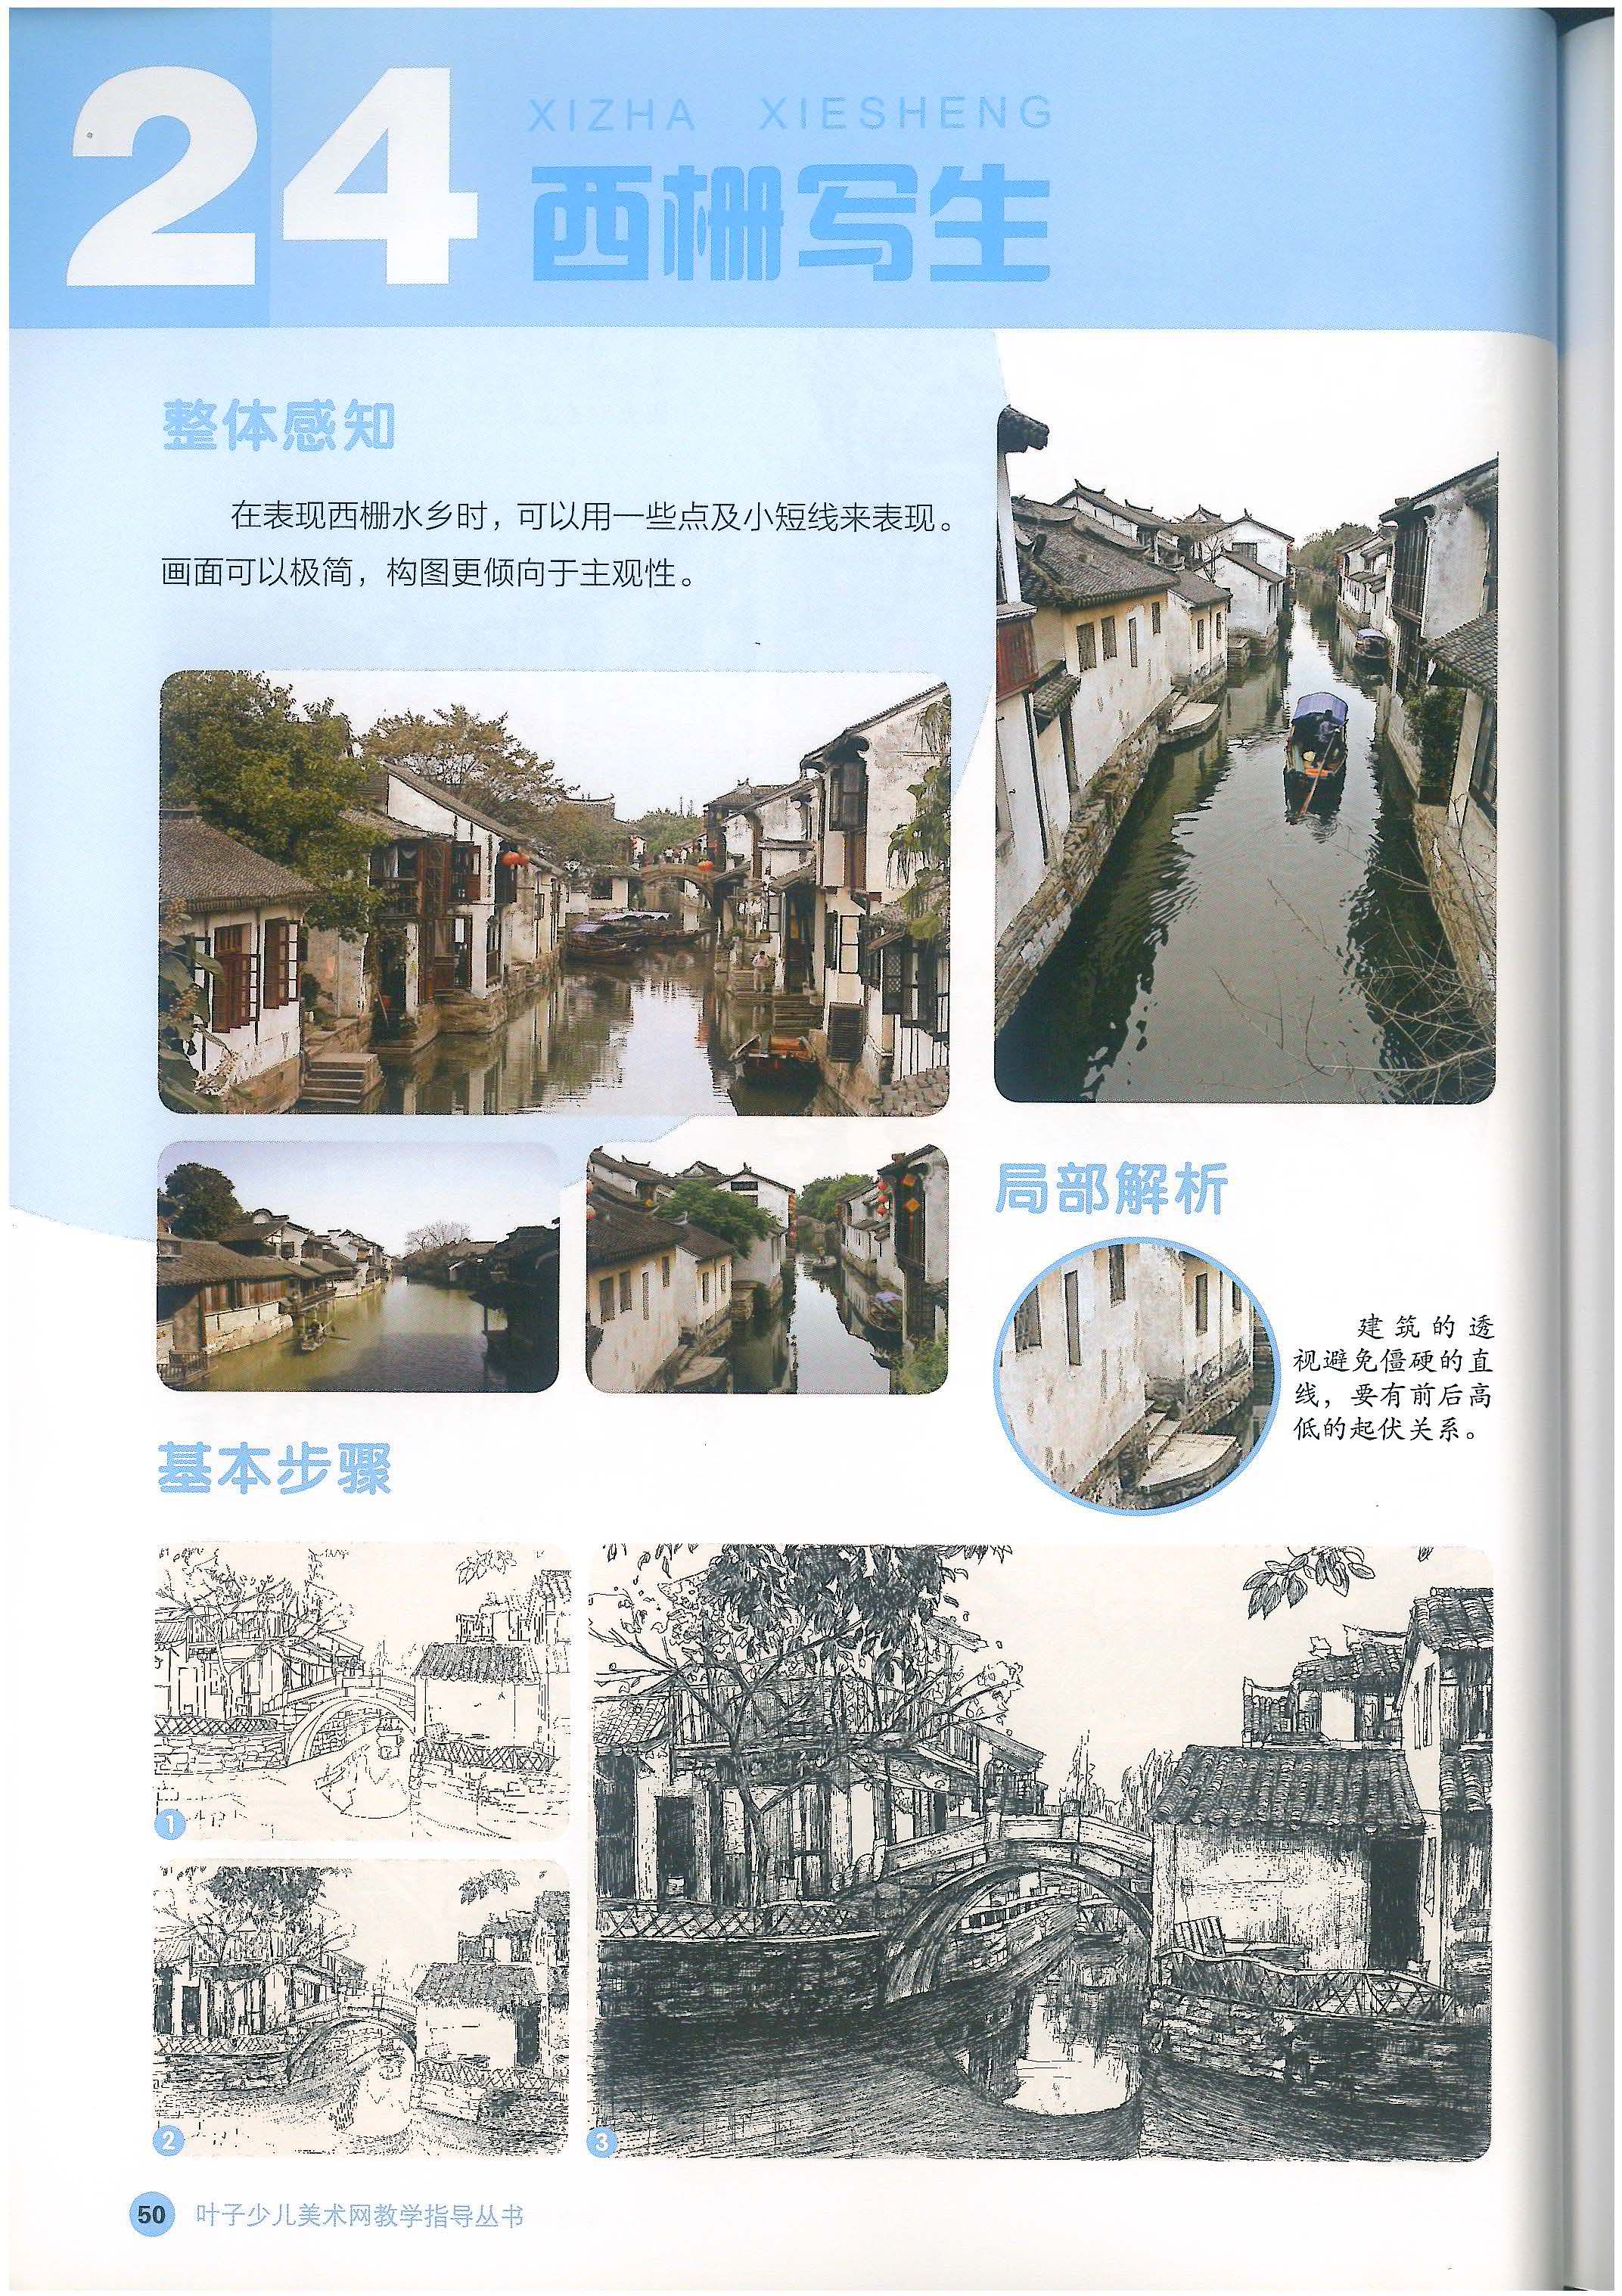 24
XIZHA XIESHENG
西栅写生
整体感知
在表现西栅水乡时，可以用一些点及小短线来表现。
画面可以极简，构图更倾向于主观性。
局部解析
建筑的透
视避免僵硬的直
线，要有前后高
低的起伏关系。
基本步骤
1
2
3
50 叶子少儿美术网教学指导丛书